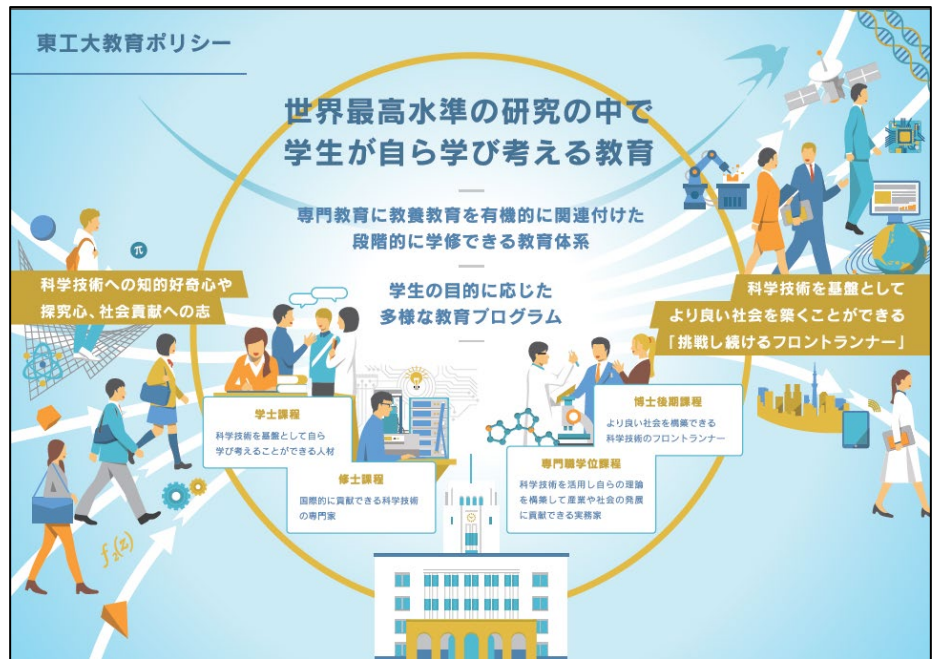 東工大教育ポリシー
世界最高水準の研究の中で
学生が自ら学び考える教育
専門教育に教養教育を有機的に関連付けた
段階的に学修できる教育体系
学生の目的に応じた
多様な教育プログラム
π
科学技術への知的好奇心や
探究心、社会貢献への志
科学技術を基盤として
より良い社会を築くことができる
「挑戦し続けるフロントランナー」
学士課程
科学技術を基盤として自ら
学び考えることができる人材
修士課程
国際的に貢献できる科学技術
の専門家
博士後期課程
より良い社会を構築できる
科学技術のフロントランナー
専門職学位課程
科学技術を活用し自らの理論
を構築して産業や社会の発展
に貢献できる実務家